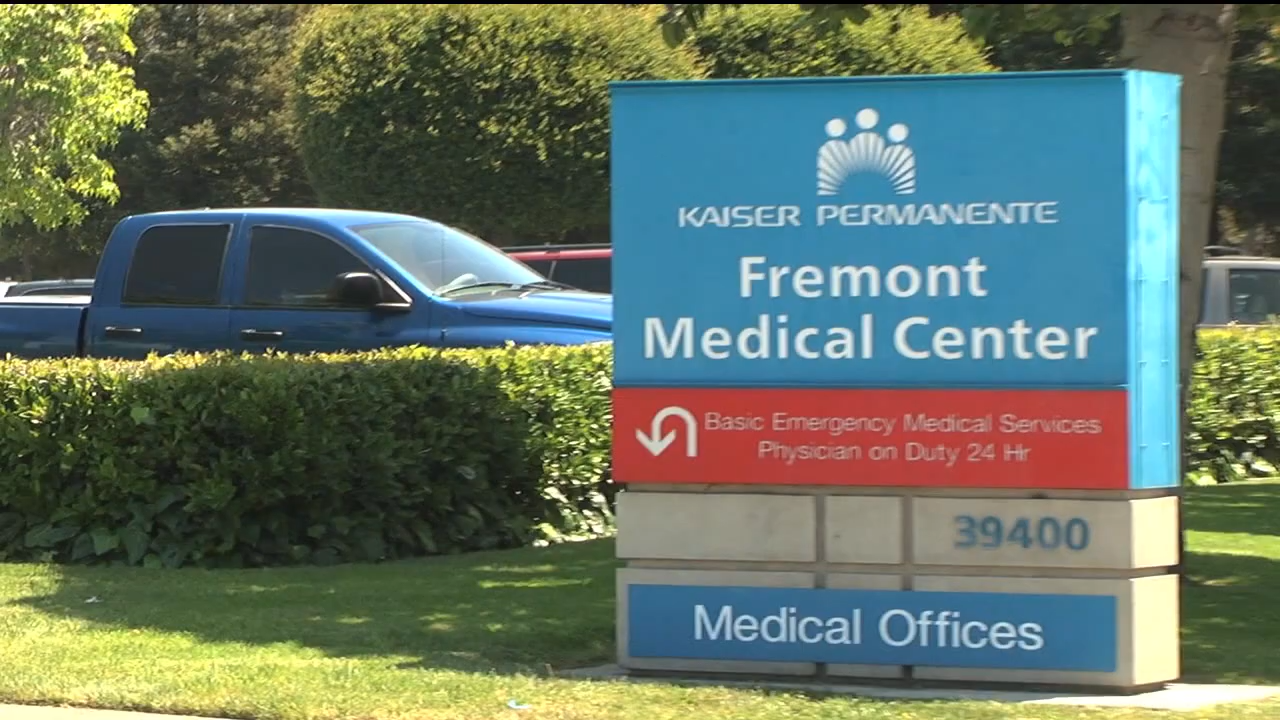 KAISER PERMANENTE
Fremont
Medical Center
Basic Emergency Medical Services
Physician on Duty 24 Hr
39400
Medical Offices